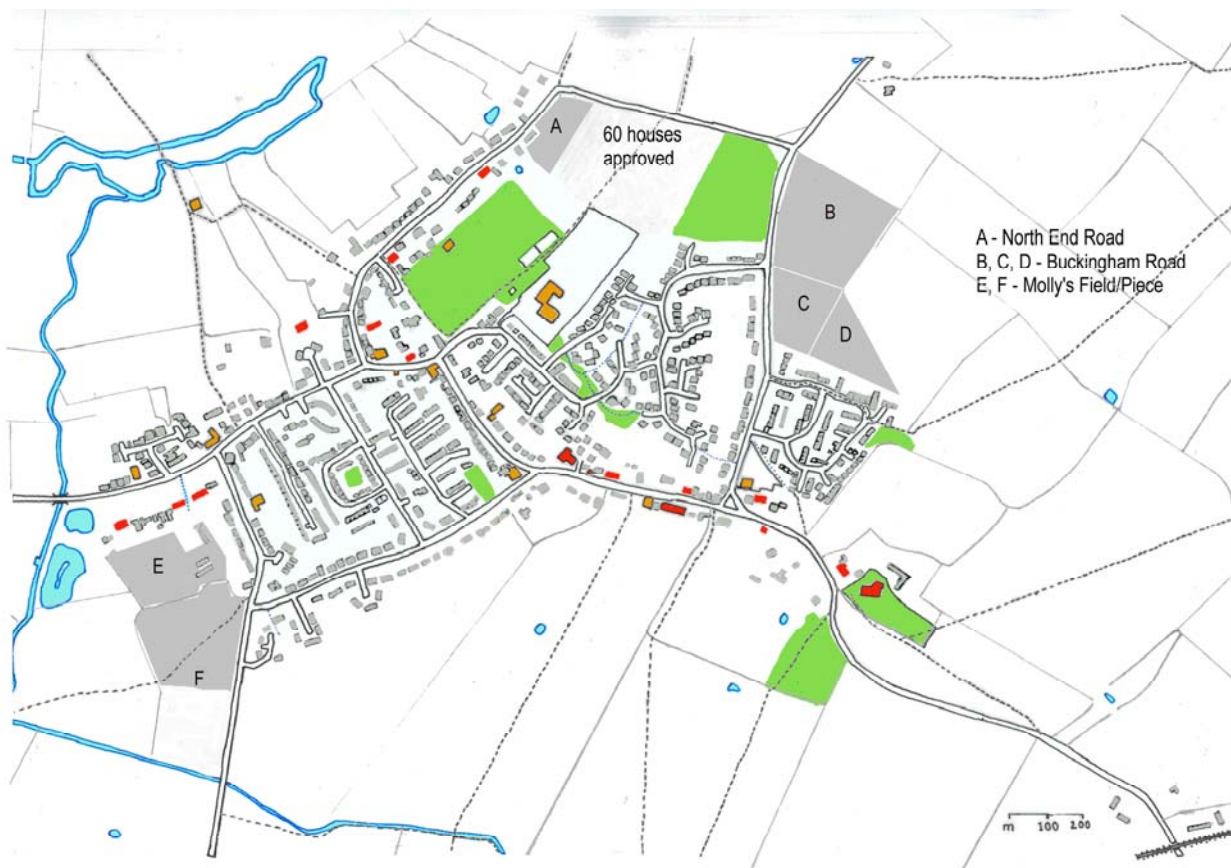 A
60 houses
approved
B
A - North End Road
B, C, D - Buckingham Road
E, F - Molly's Field/Piece
C
D
E
F
m 100 200